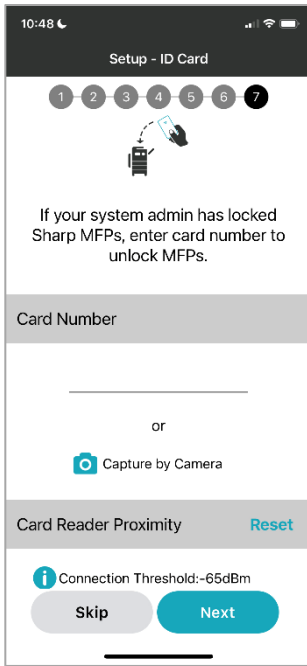 10:48
Setup - ID Card
1 2 3 4 5 6 7
If your system admin has locked
Sharp MFPs, enter card number to
unlock MFPs.
Card Number
or
Capture by Camera
Card Reader Proximity Reset
Connection Threshold:-65dBm
Skip Next